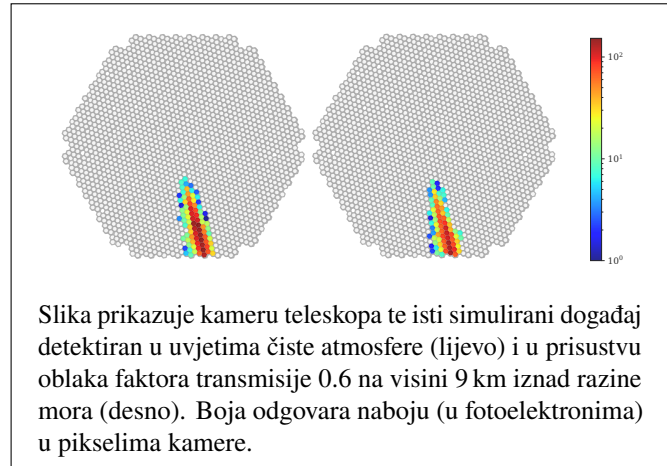 10²
10¹
10⁰
Slika prikazuje kameru teleskopa te isti simulirani događaj
detektiran u uvjetima čiste atmosfere (lijevo) i u prisustvu
oblaka faktora transmisije 0.6 na visini 9 km iznad razine
mora (desno). Boja odgovara naboju (u fotoelektronima)
u pikselima kamere.